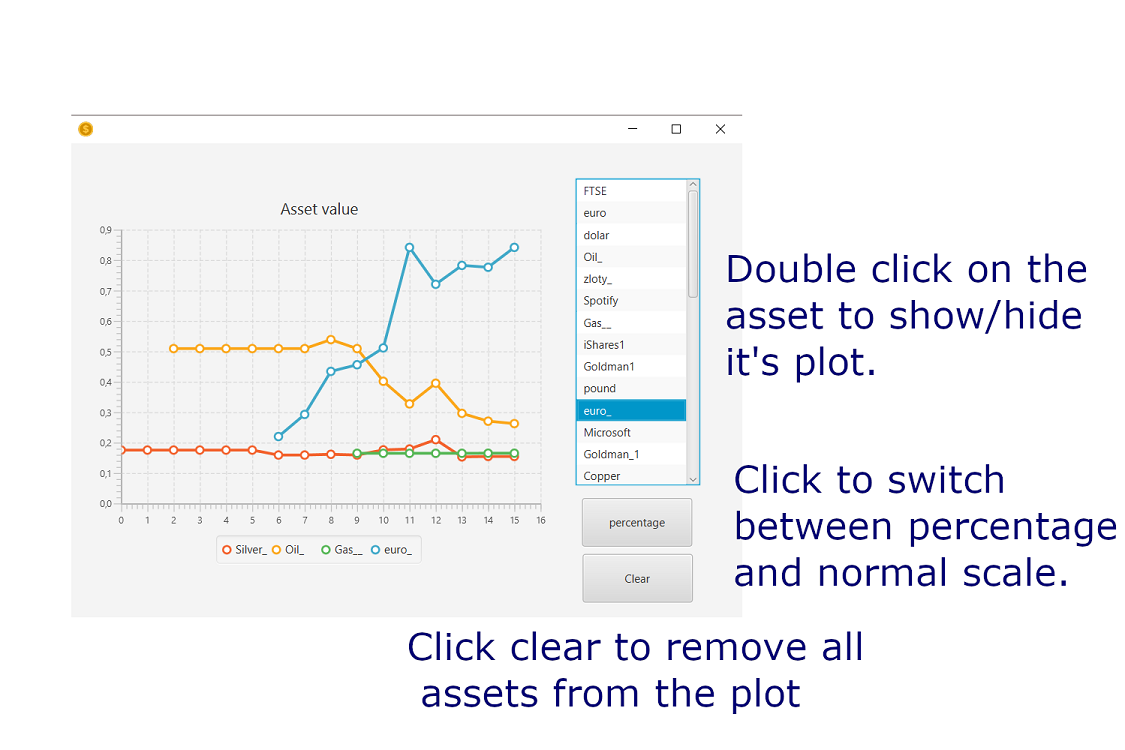 Asset value
0,9
0,8
0,7
0,6
0,5
0,4
0,3
0,2
0,1
0,0
0 1 2 3 4 5 6 7 8 9 10 11 12 13 14 15 16
Silver_ Oil_ Gas__ euro_
FTSE
euro
dolar
Oil_
zloty_
Spotify
Gas__
iShares1
Goldman1
pound
euro_
Microsoft
Goldman_1
Copper
percentage
Clear
Double click on the
asset to show/hide
it's plot.
Click to switch
between percentage
and normal scale.
Click clear to remove all
assets from the plot